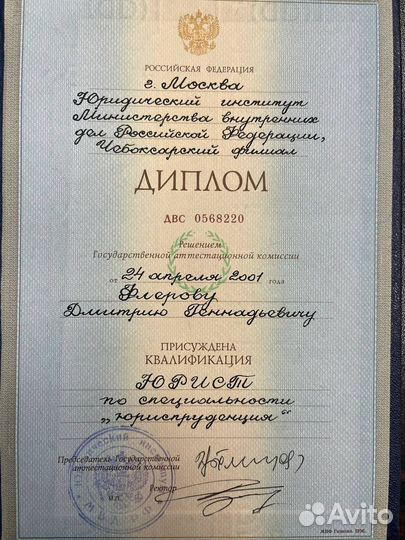 РОССИЙСКАЯ ФЕДЕРАЦИЯ
г. Москва
Юридический институт
Министерства внутренних
дел Российской Федерации,
Чебоксарский филиал
ДИПЛОМ
ДВС 0568220
Решением
Государственной аттестационной комиссии
от 24 апреля 2001 года
Флерову
Дмитрию Геннадьевичу
ПРИСУЖДЕНА
КВАЛИФИКАЦИЯ
ЮРИСТ
по специальности
„юриспруденция“
Председатель Государственной
аттестационной комиссии
Ректор
М.П.
Avito